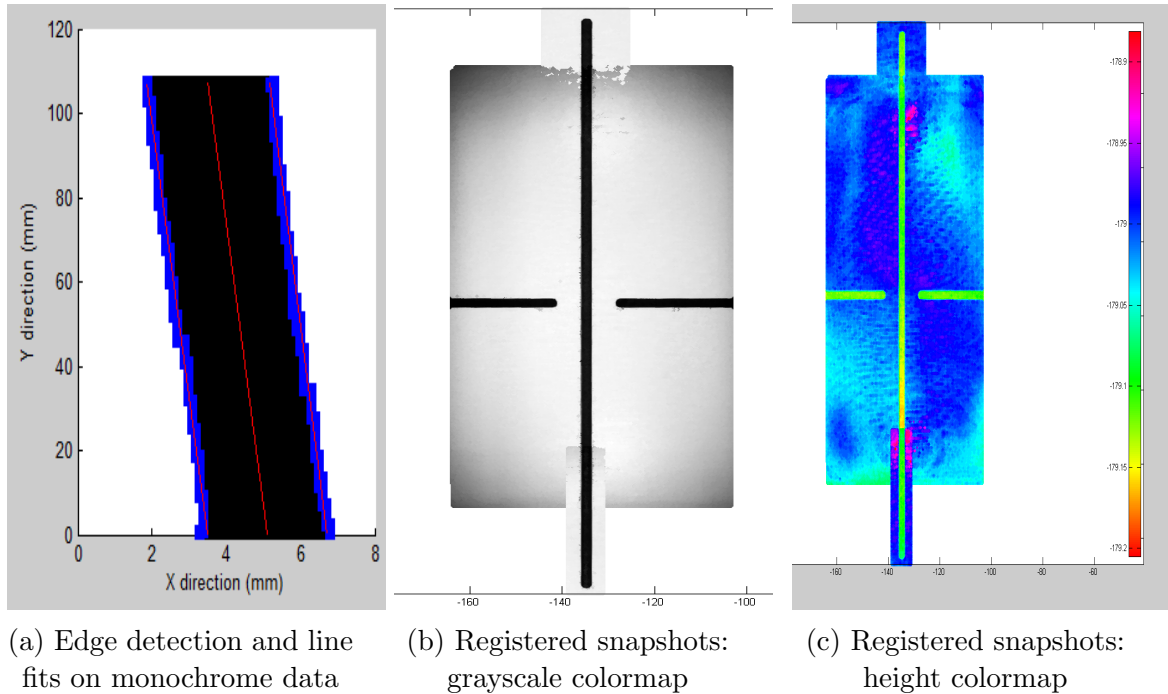 120
100
80
60
40
20
0
Y direction (mm)
0 2 4 6 8
X direction (mm)
-160 -140 -120 -100
-178.9
-178.95
-179
-179.05
-179.1
-179.15
-179.2
-160 -140 -120 -100 -80 -60
(a) Edge detection and line
fits on monochrome data
(b) Registered snapshots:
grayscale colormap
(c) Registered snapshots:
height colormap